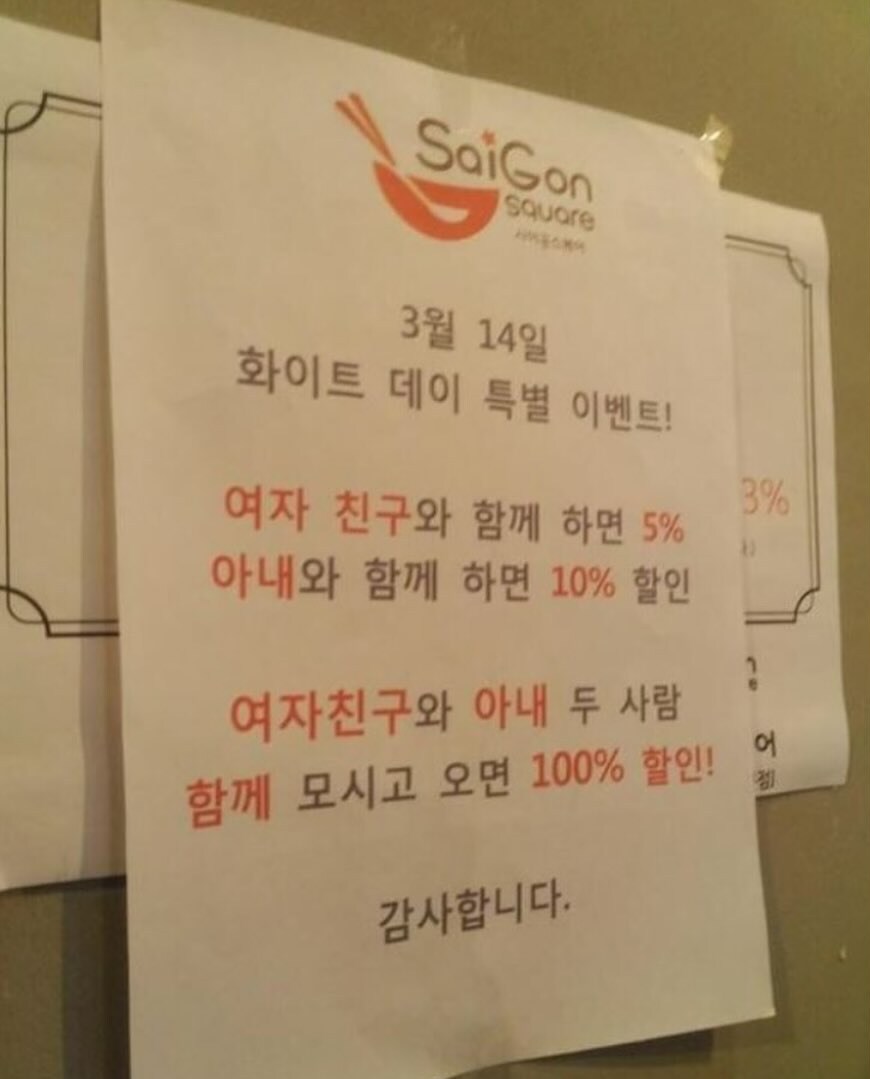 SaiGon
square
사이공스퀘어
3월 14일
화이트 데이 특별 이벤트!
여자 친구와 함께 하면 5%
아내와 함께 하면 10% 할인
여자친구와 아내 두 사람
함께 모시고 오면 100% 할인!
감사합니다.
3%
어
점)